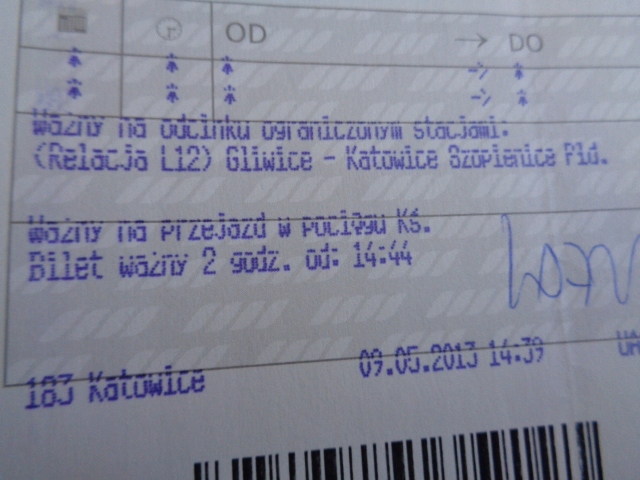 OD → DO
* * * -> *
* * * -> *
Ważny na odcinku ograniczonym stacjami.
(Relacja L12) Gliwice - Katowice Szopienice Płd.
Ważny na przejazd w pociągu KŚ.
Bilet ważny 2 godz. od: 14:44
183 Katowice 09.05.2013 14:39